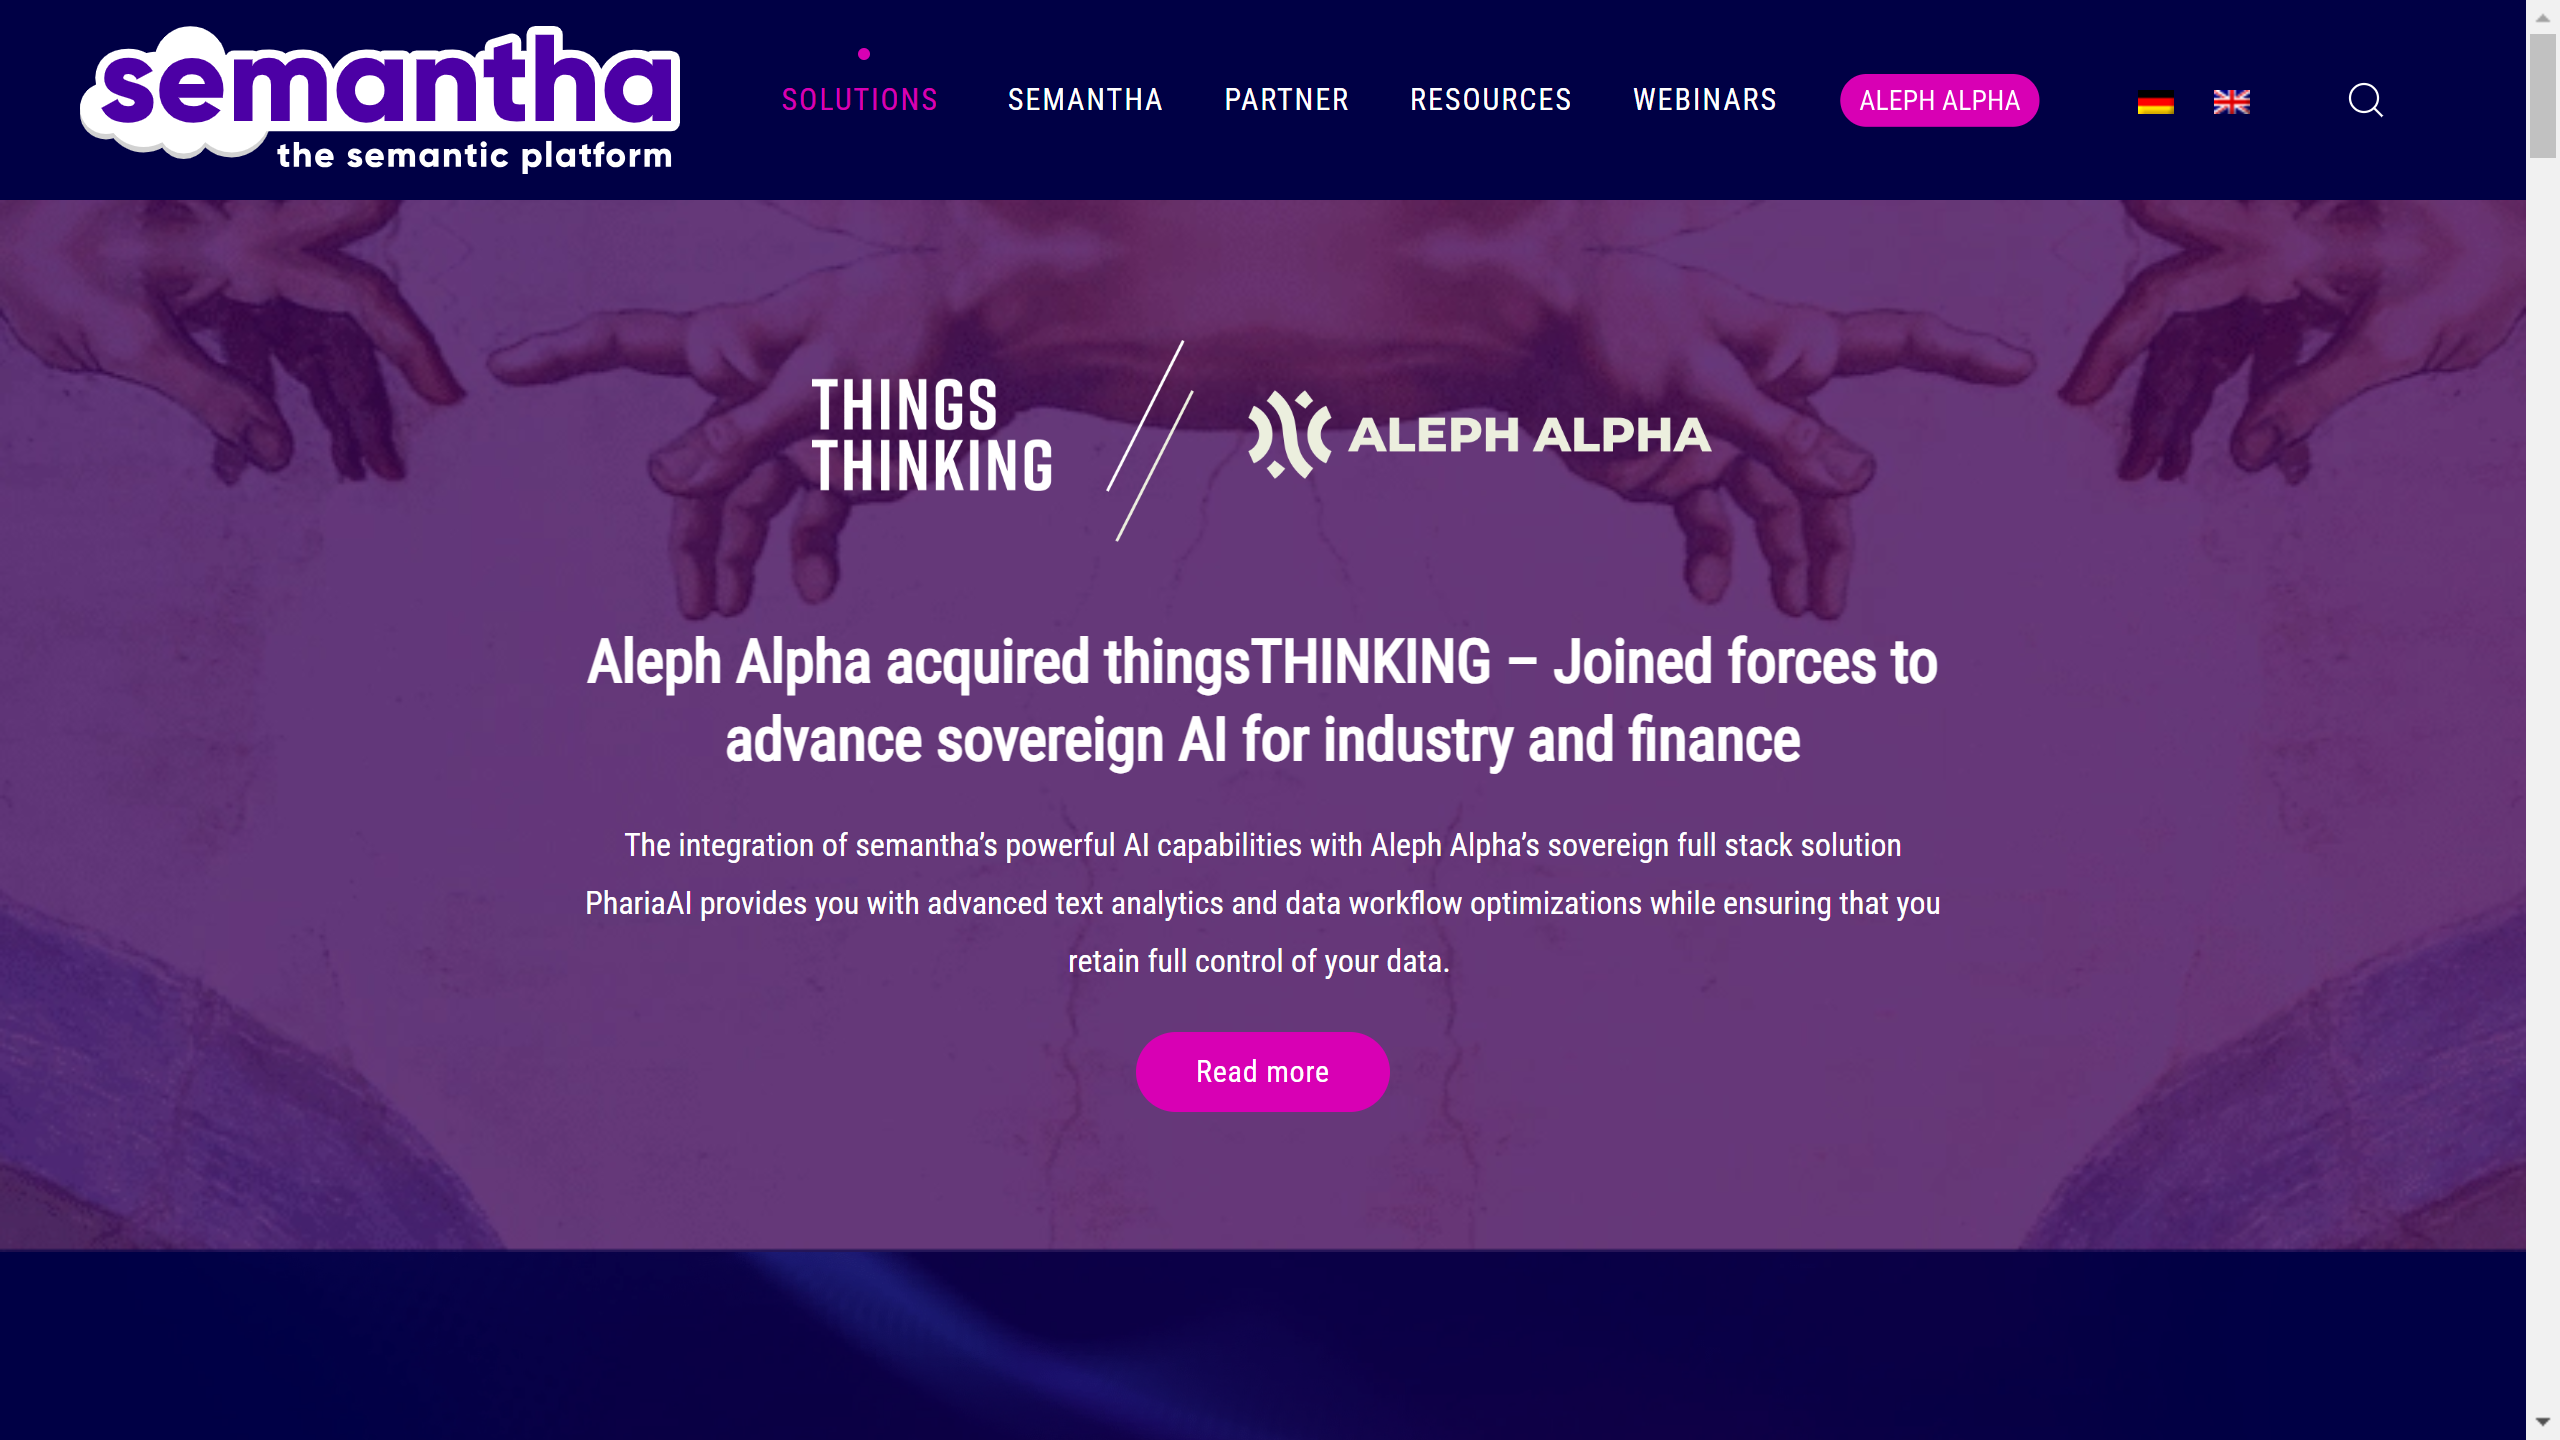 semantha
the semantic platform
SOLUTIONS
SEMANTHA
PARTNER
RESOURCES
WEBINARS
ALEPH ALPHA
THINGS
THINKING
ALEPH ALPHA
Aleph Alpha acquired thingsTHINKING – Joined forces to
advance sovereign AI for industry and finance
The integration of semantha’s powerful AI capabilities with Aleph Alpha’s sovereign full stack solution
PhariaAI provides you with advanced text analytics and data workflow optimizations while ensuring that you
retain full control of your data.
Read more